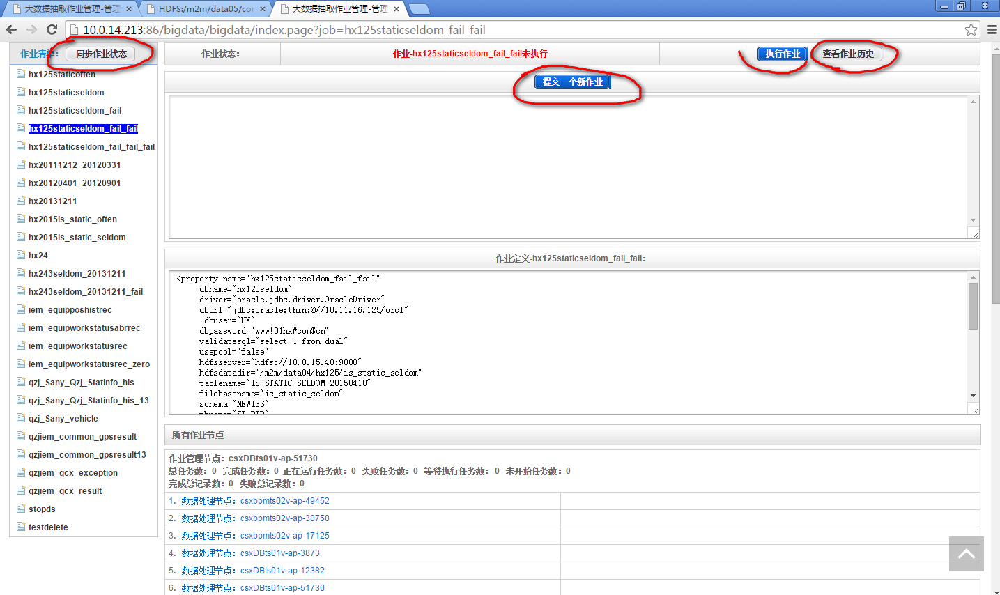 大数据抽取作业管理-管理
HDFS:/m2m/data05/cor
大数据抽取作业管理-管理
10.0.14.213:86/bigdata/bigdata/index.page?job=hx125staticseldom_fail_fail
作业清单: 同步作业状态
hx125staticoften
hx125staticseldom
hx125staticseldom_fail
hx125staticseldom_fail_fail
hx125staticseldom_fail_fail_fail
hx20111212_20120331
hx20120401_20120901
hx20131211
hx2015is_static_often
hx2015is_static_seldom
hx24
hx243seldom_20131211
hx243seldom_20131211_fail
iem_equipposhistrec
iem_equipworkstatusabrrec
iem_equipworkstatusrec
iem_equipworkstatusrec_zero
qzj_Sany_Qzj_Statinfo_his
qzj_Sany_Qzj_Statinfo_his_13
qzj_Sany_vehicle
qzjiem_common_gpsresult
qzjiem_common_gpsresult13
qzjiem_qcx_exception
qzjiem_qcx_result
stopds
testdelete
作业状态: 作业-hx125staticseldom_fail_fail未执行 执行作业 查看作业历史
提交一个新作业
作业定义-hx125staticseldom_fail_fail:
<property name="hx125staticseldom_fail_fail"
dbname="hx125seldom"
driver="oracle.jdbc.driver.OracleDriver"
dburl="jdbc:oracle:thin:@//10.11.16.125/orcl"
dbuser="HX"
dbpassword="www!31hx#com$cn"
validatesql="select 1 from dual"
usepool="false"
hdfsserver="hdfs://10.0.15.40:9000"
hdfsdatadir="/m2m/data04/hx125/is_static_seldom"
tablename="IS_STATIC_SELDOM_20150410"
filebasename="is_static_seldom"
schema="NEWISS"
所有作业节点
作业管理节点: csxDBts01v-ap-51730
总任务数: 0 完成任务数: 0 正在运行任务数: 0 失败任务数: 0 等待执行任务数: 0 未开始任务数: 0
完成总记录数: 0 失败总记录数: 0
1. 数据处理节点: csxbpmts02v-ap-49452
2. 数据处理节点: csxbpmts02v-ap-38758
3. 数据处理节点: csxbpmts02v-ap-17125
4. 数据处理节点: csxDBts01v-ap-3873
5. 数据处理节点: csxDBts01v-ap-12382
6. 数据处理节点: csxDBts01v-ap-51730